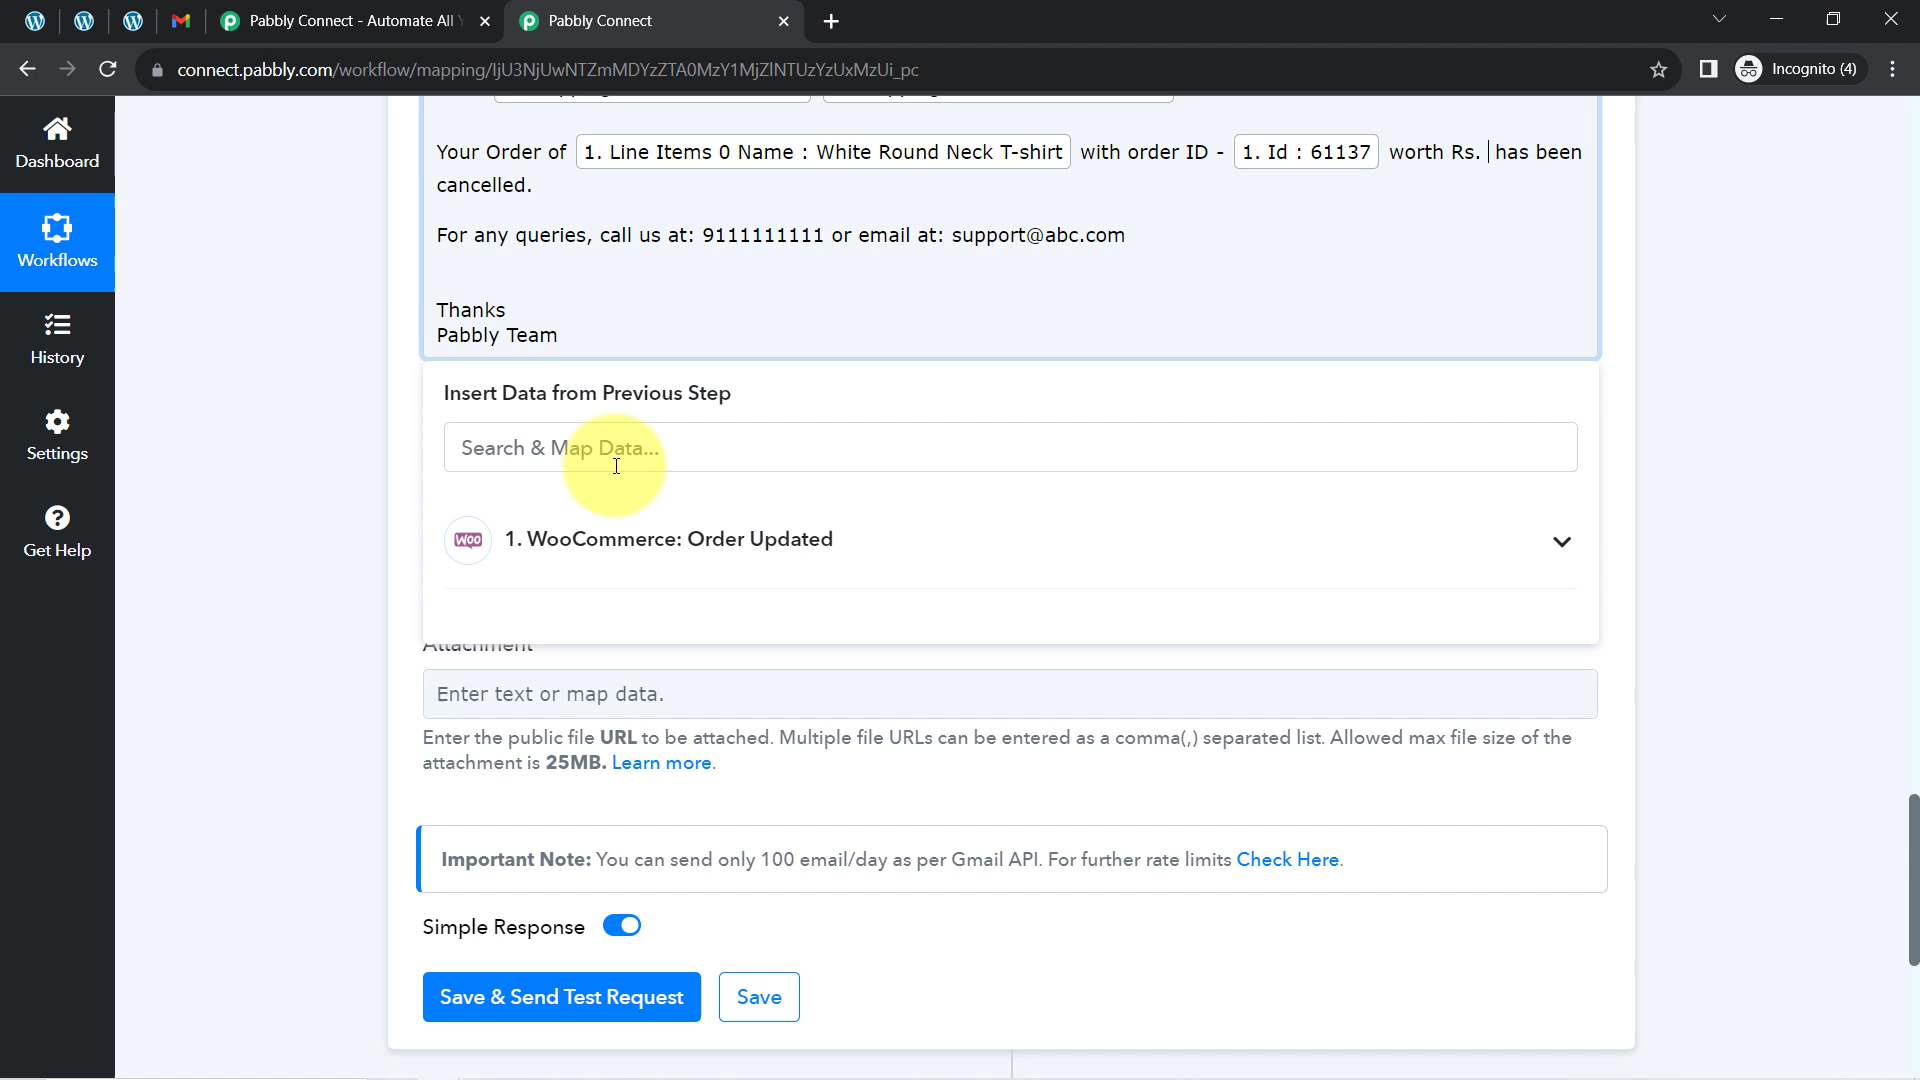 Pabbly Connect - Automate All
Pabbly Connect
connect.pabbly.com/workflow/mapping/IjU3NjUwNTZmMDYzZTA0MzY1MjZlNTUzYzUxMzUi_pc
Incognito (4)
Dashboard
Workflows
History
Settings
Get Help
Your Order of 1. Line Items 0 Name : White Round Neck T-shirt with order ID - 1. Id : 61137 worth Rs. has been
cancelled.
For any queries, call us at: 9111111111 or email at: support@abc.com
Thanks
Pabbly Team
Insert Data from Previous Step
Search & Map Data...
WOO
1. WooCommerce: Order Updated
Attachment
Enter text or map data.
Enter the public file URL to be attached. Multiple file URLs can be entered as a comma(,) separated list. Allowed max file size of the
attachment is 25MB. Learn more.
Important Note: You can send only 100 email/day as per Gmail API. For further rate limits Check Here.
Simple Response
Save & Send Test Request
Save